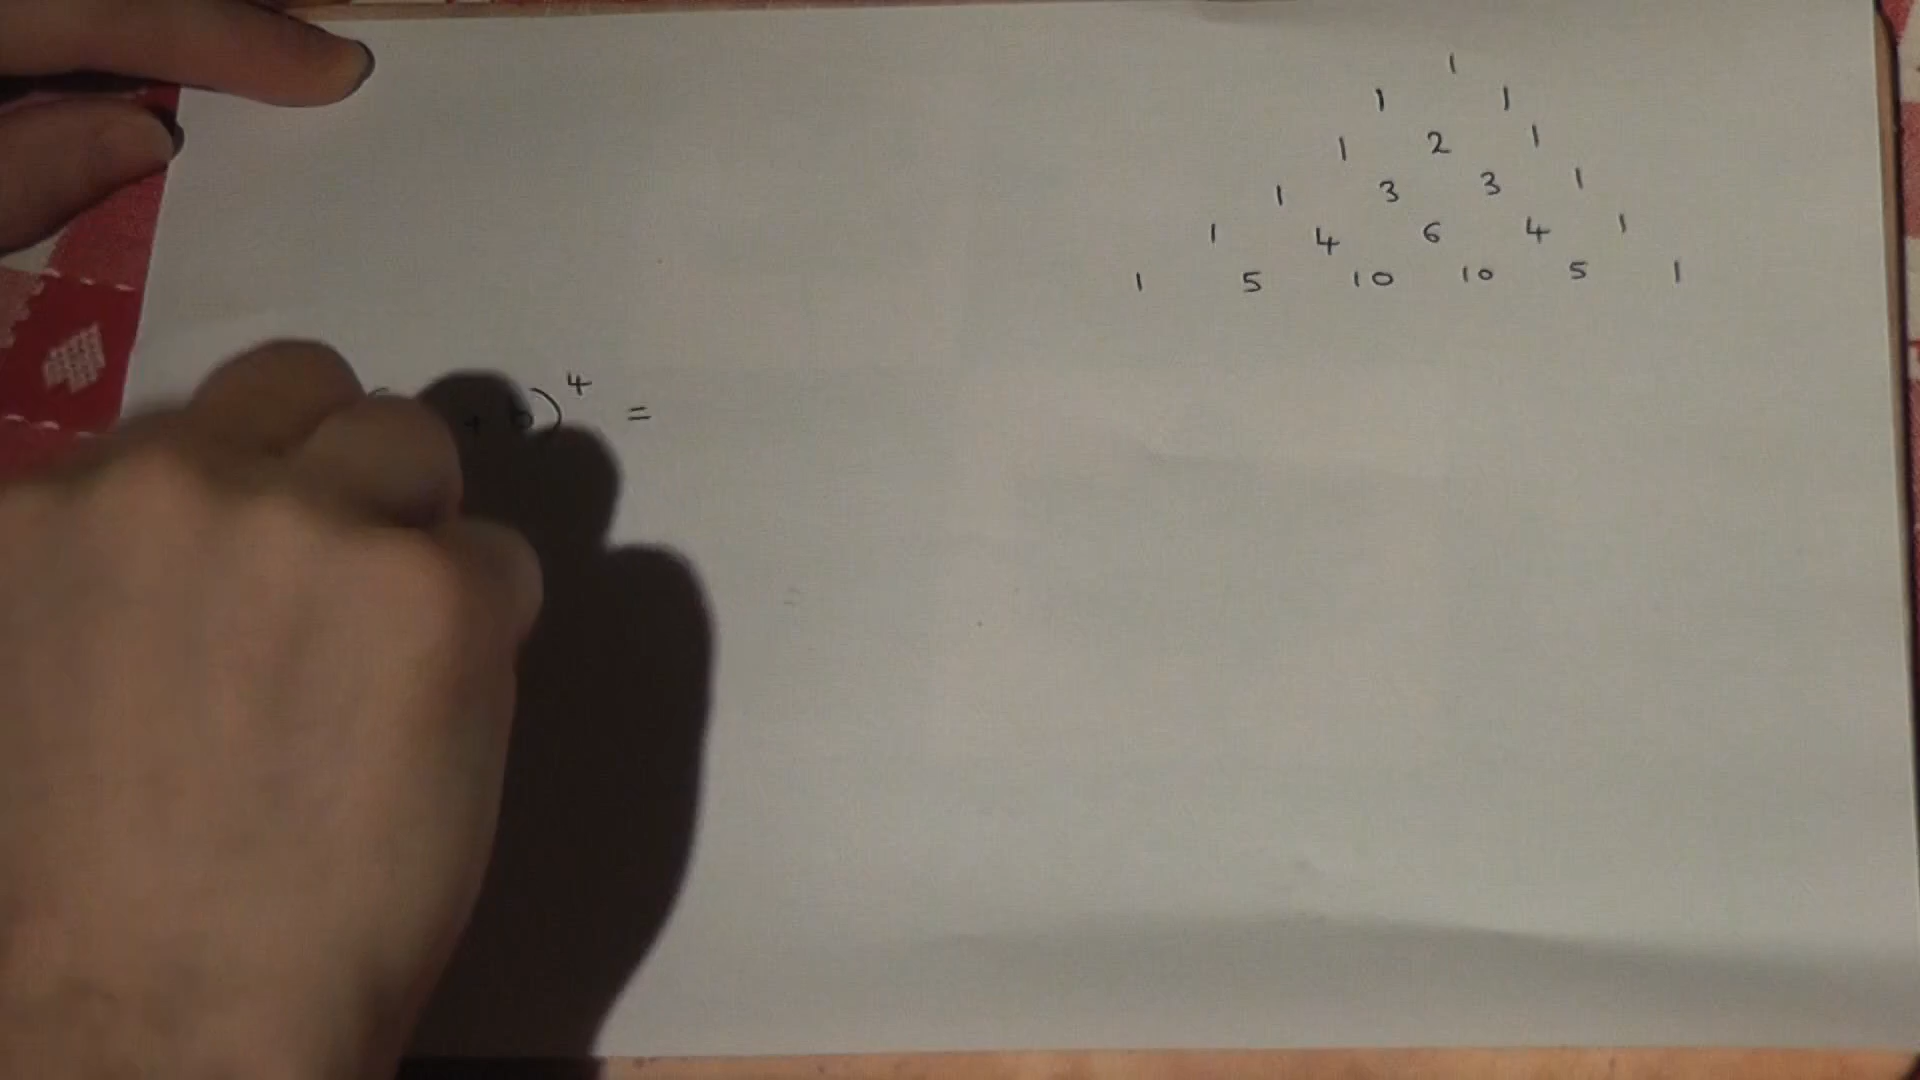 1
1 1
1 2 1
1 3 3 1
1 4 6 4 1
1 5 10 10 5 1
( + b)⁴ =